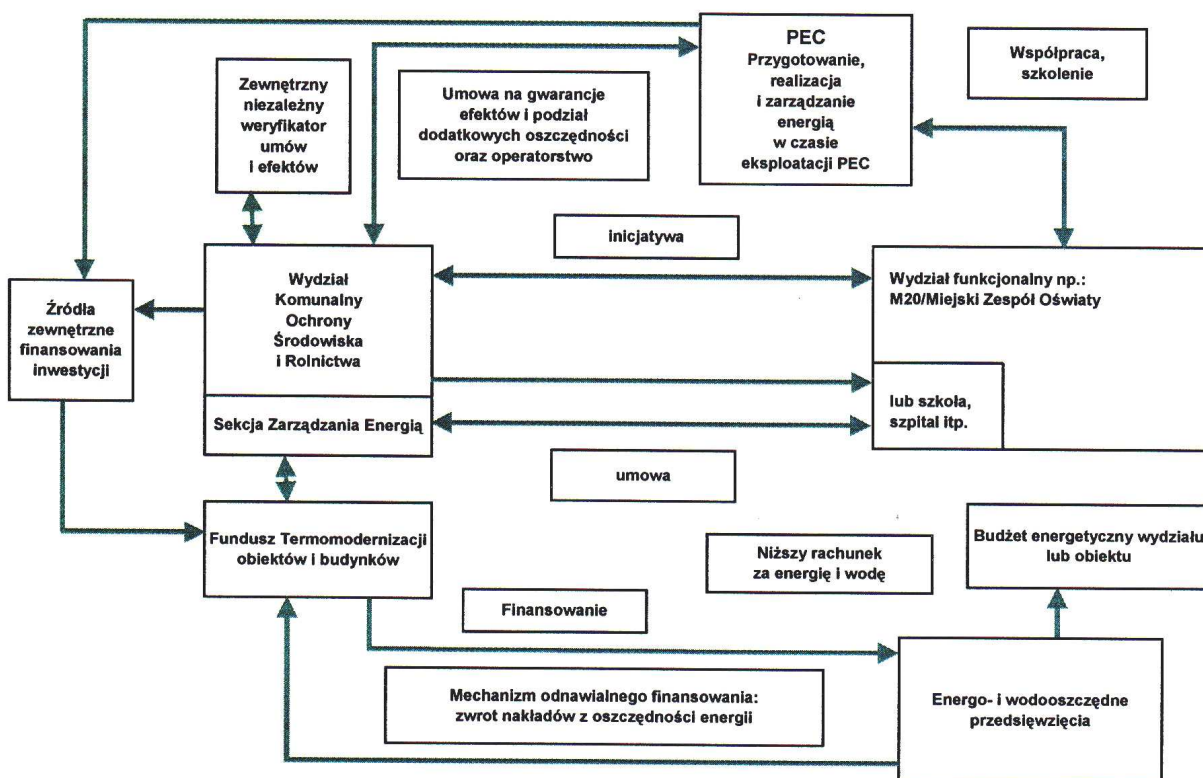 PEC
Przygotowanie,
realizacja
i zarządzanie
energią
w czasie
eksploatacji PEC
Współpraca,
szkolenie
Zewnętrzny
niezależny
weryfikator
umów
i efektów
Umowa na gwarancje
efektów i podział
dodatkowych oszczędności
oraz operatorstwo
inicjatywa
Wydział
Komunalny
Ochrony
Środowiska
i Rolnictwa
Sekcja Zarządzania Energią
Wydział funkcjonalny np.:
M20/Miejski Zespół Oświaty
lub szkoła,
szpital itp.
Źródła
zewnętrzne
finansowania
inwestycji
umowa
Fundusz Termomodernizacji
obiektów i budynków
Niższy rachunek
za energię i wodę
Budżet energetyczny wydziału
lub obiektu
Finansowanie
Mechanizm odnawialnego finansowania:
zwrot nakładów z oszczędności energii
Energo- i wodooszczędne
przedsięwzięcia